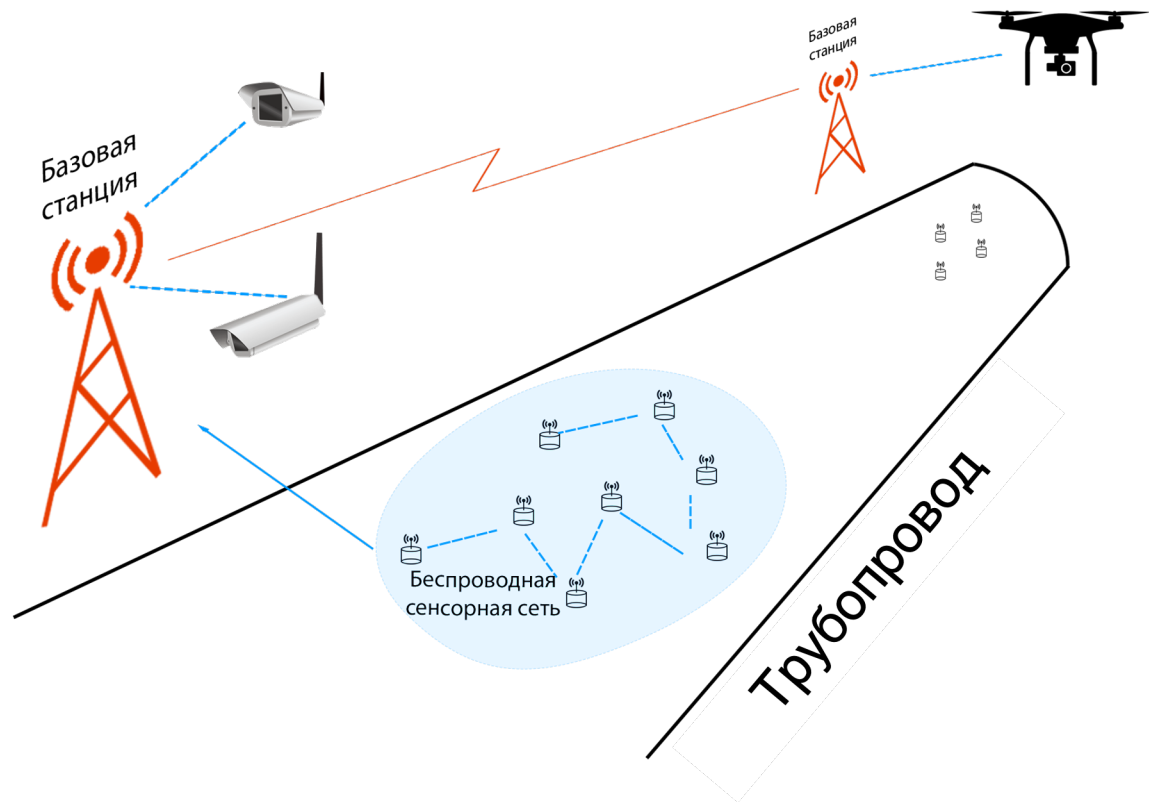 Базовая
станция
Базовая
станция
Беспроводная
сенсорная сеть
Трубопровод